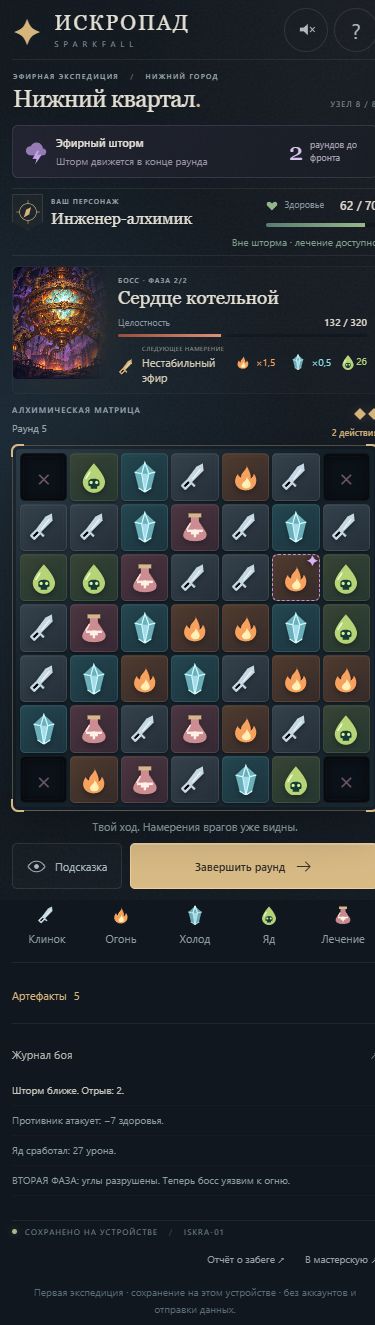 ИСКРОПАД
SPARKFALL
?
ЭФИРНАЯ ЭКСПЕДИЦИЯ / НИЖНИЙ ГОРОД
Нижний квартал.
УЗЕЛ 8 / 8
Эфирный шторм
Шторм движется в конце раунда
2 раундов до
фронта
ВАШ ПЕРСОНАЖ
Инженер-алхимик
Здоровье 62 / 70
Вне шторма · лечение доступно
БОСС · ФАЗА 2/2
Сердце котельной
Целостность 132 / 320
СЛЕДУЮЩЕЕ НАМЕРЕНИЕ
Нестабильный
эфир
×1,5 ×0,5 26
АЛХИМИЧЕСКАЯ МАТРИЦА
Раунд 5
2 действия
Твой ход. Намерения врагов уже видны.
Подсказка
Завершить раунд →
Клинок Огонь Холод Яд Лечение
Артефакты 5
Журнал боя
Шторм ближе. Отрыв: 2.
Противник атакует: −7 здоровья.
Яд сработал: 27 урона.
ВТОРАЯ ФАЗА: углы разрушены. Теперь босс уязвим к огню.
СОХРАНЕНО НА УСТРОЙСТВЕ / ISKRA-01
Отчёт о забеге ↗ В мастерскую ↗
Первая экспедиция · сохранение на этом устройстве · без аккаунтов и
отправки данных.